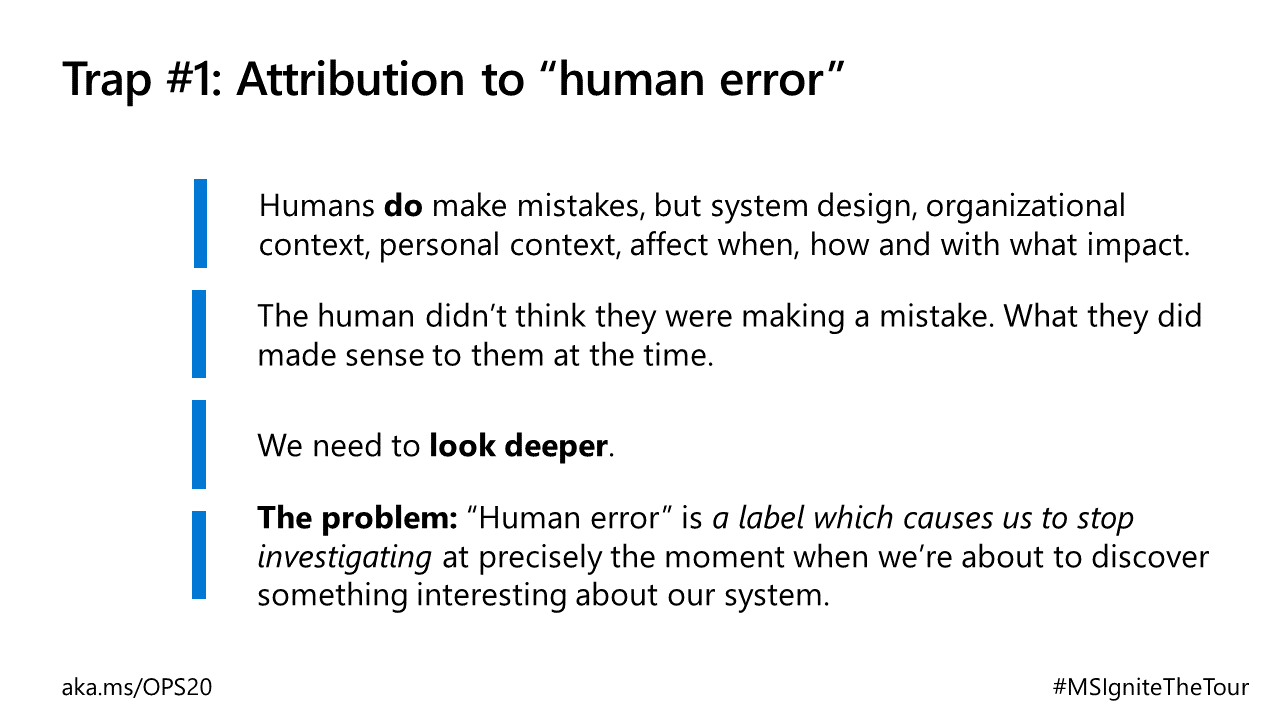 Trap #1: Attribution to “human error”
Humans do make mistakes, but system design, organizational
context, personal context, affect when, how and with what impact.
The human didn’t think they were making a mistake. What they did
made sense to them at the time.
We need to look deeper.
The problem: “Human error” is a label which causes us to stop
investigating at precisely the moment when we’re about to discover
something interesting about our system.
aka.ms/OPS20
#MSIgniteTheTour